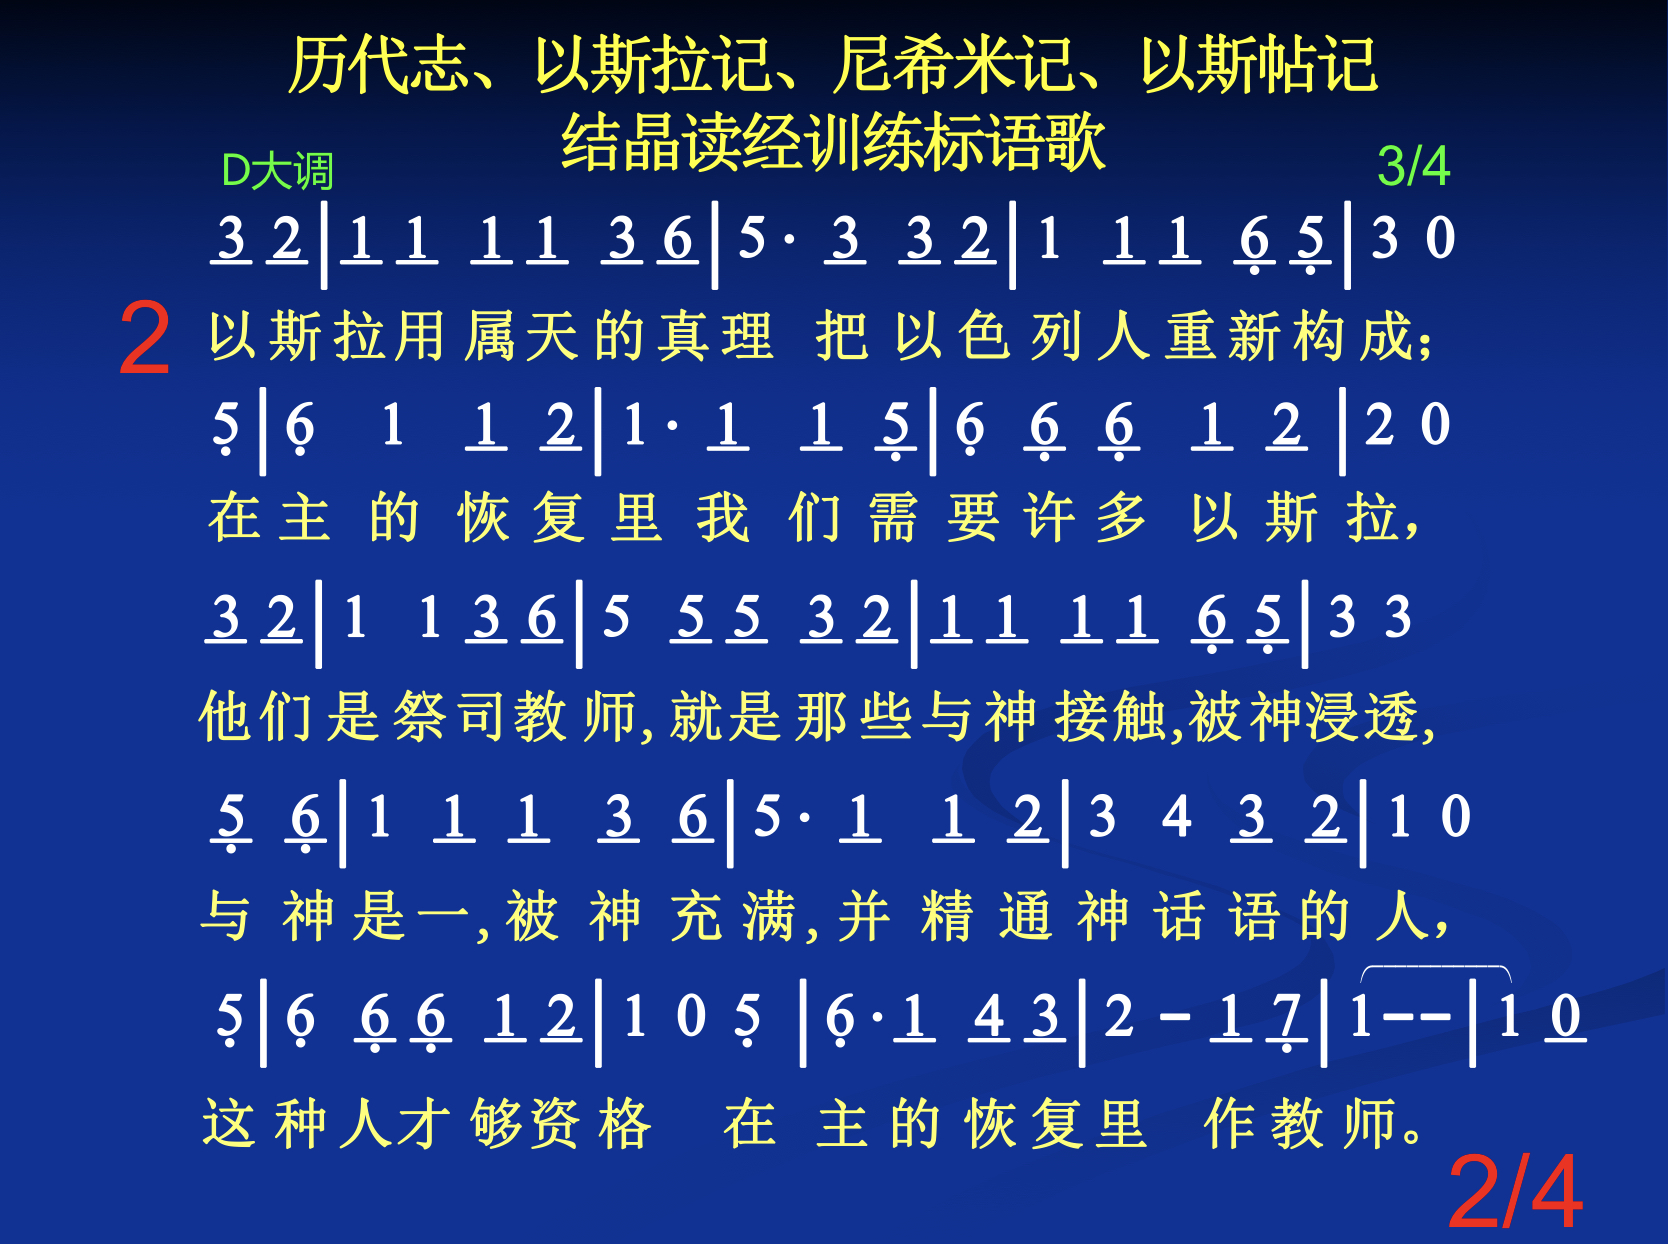 历代志、以斯拉记、尼希米记、以斯帖记
结晶读经训练标语歌
D大调 3/4
3 2 | 1 1 1 1 3 6 | 5 · 3 3 2 | 1 1 1 6̣ 5̣ | 3 0
2 以斯拉用属天的真理 把以色列人重新构成；
5̣ | 6̣ 1 1 2 | 1 · 1 1 5̣ | 6̣ 6̣ 6̣ 1 2 | 2 0
在主的恢复里我们需要许多以斯拉，
3 2 | 1 1 3 6 | 5 5 5 3 2 | 1 1 1 1 6̣ 5̣ | 3 3
他们是祭司教师,就是那些与神接触,被神浸透,
5̣ 6̣ | 1 1 1 3 6 | 5 · 1 1 2 | 3 4 3 2 | 1 0
与神是一,被神充满,并精通神话语的人，
5̣ | 6̣ 6̣ 6̣ 1 2 | 1 0 5̣ | 6̣ · 1 4 3 | 2 – 1 7̣ | 1 – – | 1 0
这种人才够资格 在主的恢复里 作教师。
2/4